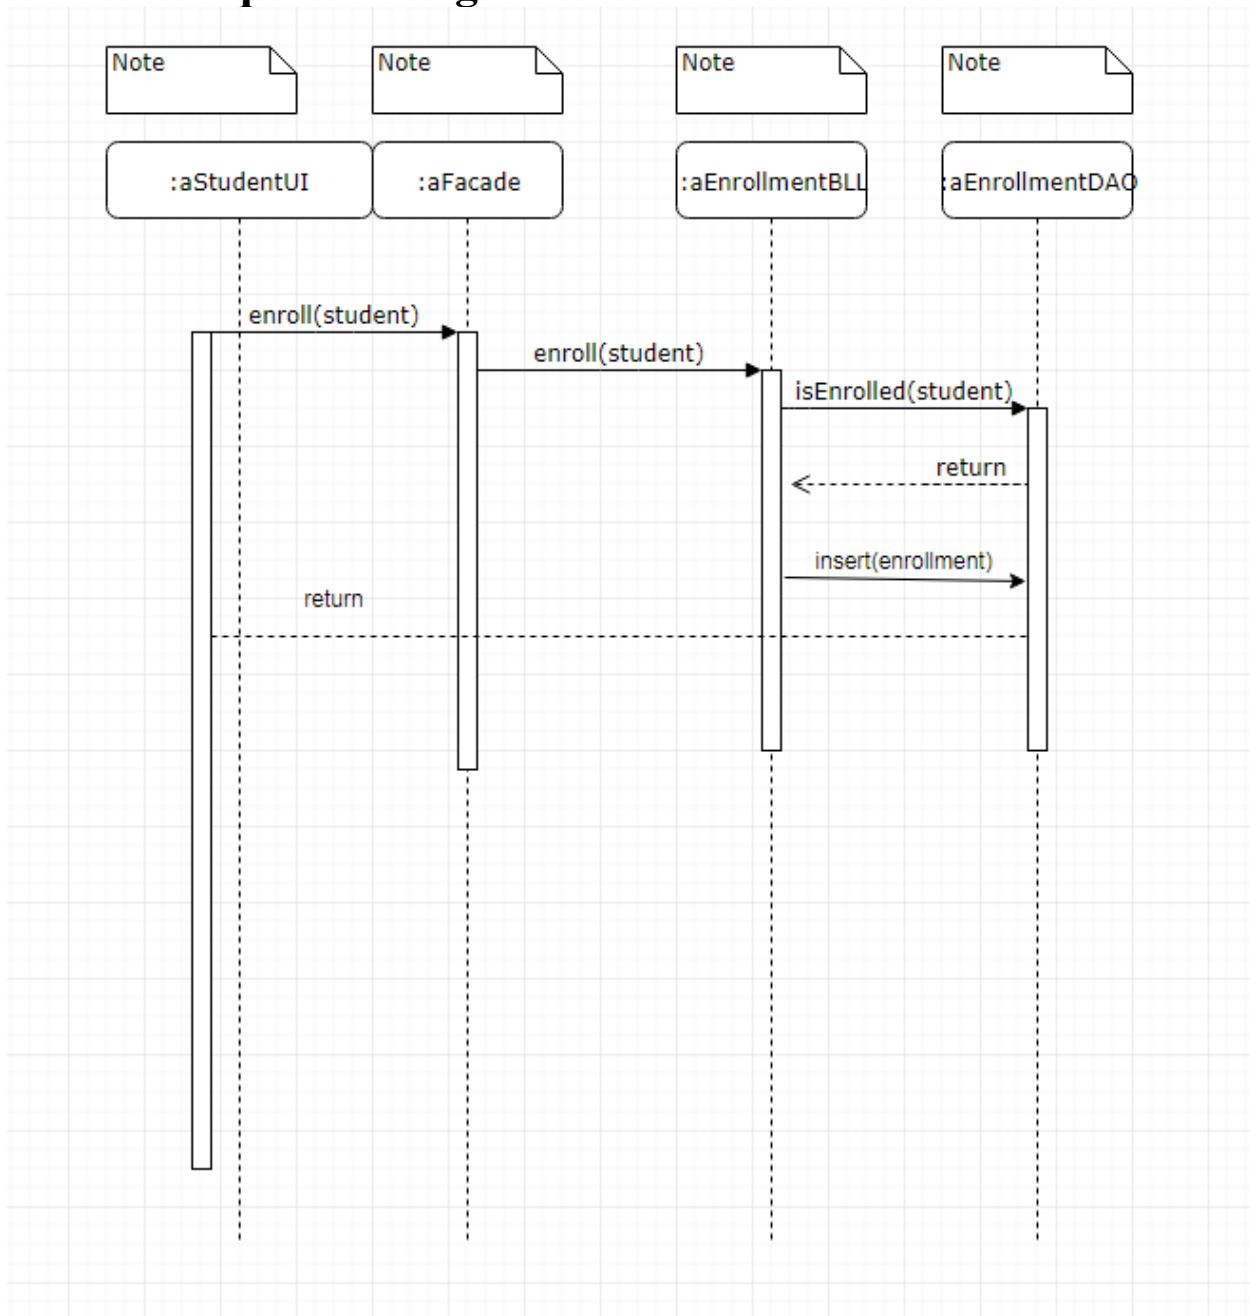 Note
Note
Note
Note
:aStudentUI
:aFacade
:aEnrollmentBLL
:aEnrollmentDAO
enroll(student)
enroll(student)
isEnrolled(student)
return
insert(enrollment)
return